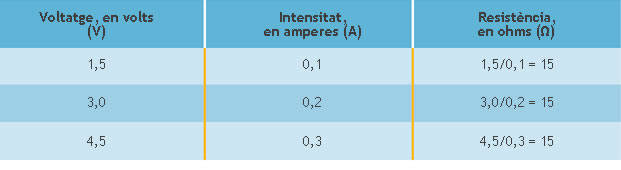 Voltatge, en volts
(V)
Intensitat,
en amperes (A)
Resistència,
en ohms (Ω)
1,5
0,1
1,5/0,1 = 15
3,0
0,2
3,0/0,2 = 15
4,5
0,3
4,5/0,3 = 15